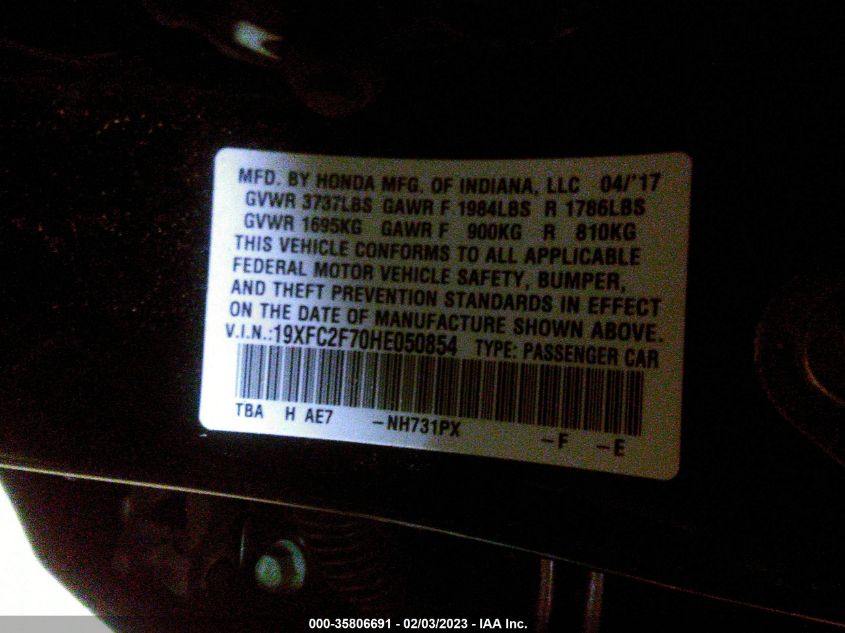 MFD. BY HONDA MFG. OF INDIANA, LLC 04/'17
GVWR 3737LBS GAWR F 1984LBS R 1786LBS
GVWR 1695KG GAWR F 900KG R 810KG
THIS VEHICLE CONFORMS TO ALL APPLICABLE
FEDERAL MOTOR VEHICLE SAFETY, BUMPER,
AND THEFT PREVENTION STANDARDS IN EFFECT
ON THE DATE OF MANUFACTURE SHOWN ABOVE.
V.I.N.:19XFC2F70HE050854 TYPE: PASSENGER CAR
TBA H AE7 -NH731PX -F -E
000-35806691 - 02/03/2023 - IAA Inc.